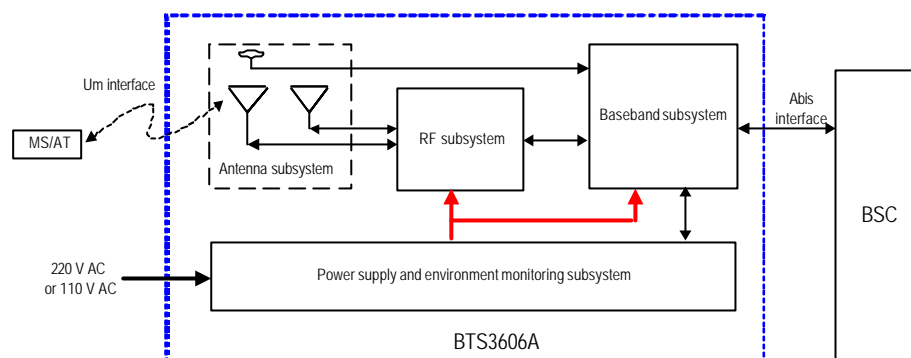 Um interface
MS/AT
Antenna subsystem
RF subsystem
Baseband subsystem
Abis
interface
BSC
220 V AC
or 110 V AC
Power supply and environment monitoring subsystem
BTS3606A